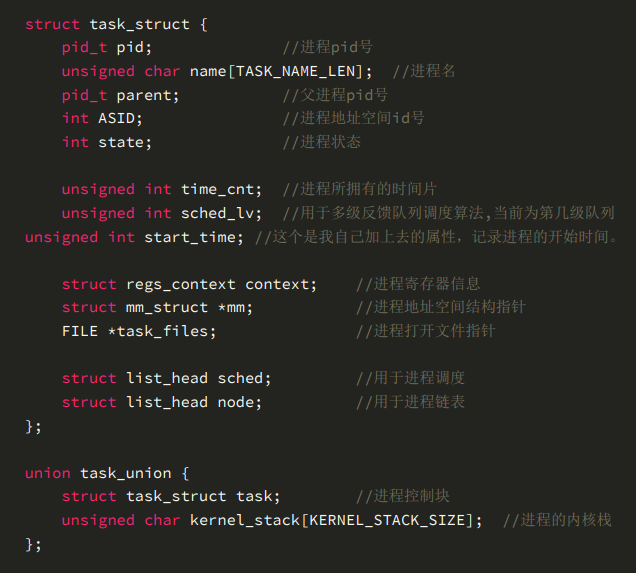 struct task_struct {
    pid_t pid;              //进程pid号
    unsigned char name[TASK_NAME_LEN];  //进程名
    pid_t parent;           //父进程pid号
    int ASID;               //进程地址空间id号
    int state;              //进程状态

    unsigned int time_cnt;  //进程所拥有的时间片
    unsigned int sched_lv;  //用于多级反馈队列调度算法,当前为第几级队列
unsigned int start_time; //这个是我自己加上去的属性，记录进程的开始时间。

    struct regs_context context;    //进程寄存器信息
    struct mm_struct *mm;           //进程地址空间结构指针
    FILE *task_files;               //进程打开文件指针

    struct list_head sched;         //用于进程调度
    struct list_head node;          //用于进程链表
};

union task_union {
    struct task_struct task;        //进程控制块
    unsigned char kernel_stack[KERNEL_STACK_SIZE];  //进程的内核栈
};